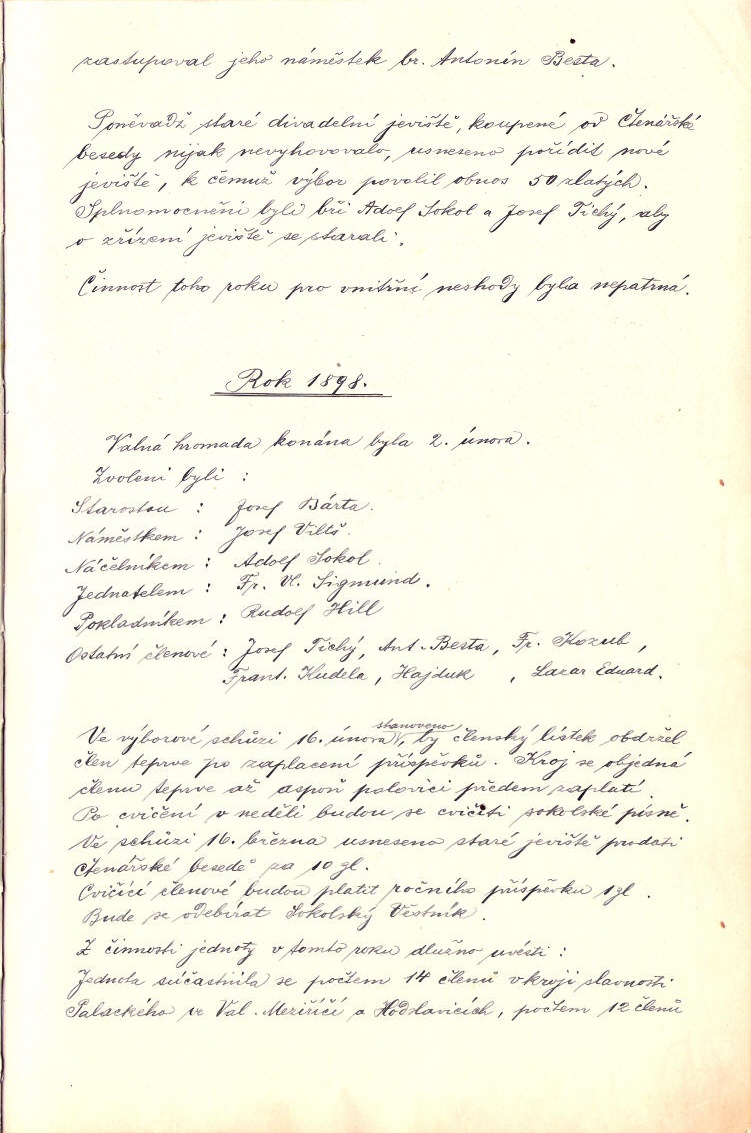 zastupoval jeho náměstek br. Antonín Besta.
Poněvadž staré divadelní jeviště, koupené od Čtenářské
besedy nijak nevyhovovalo, usneseno pořídit nové
jeviště, k čemuž výbor povolil obnos 50 zlatých.
Splnomocněni byli bři Adolf Sokol a Josef Tichý, aby
o zřízení jeviště se starali.
Činnost toho roku pro vnitřní neshody byla nepatrná.
Rok 1898.
Valná hromada konána byla 2. února.
Zvoleni byli :
Starostou : Josef Bárta.
Náměstkem : Josef Viltš.
Náčelníkem : Adolf Sokol.
Jednatelem : Fr. Vl. Sigmund.
Pokladníkem : Rudolf Hill
Ostatní členové : Josef Tichý, Ant. Besta, Fr. Kozub,
Frant. Kudela, Hajduk , Lazar Eduard.
Ve výborové schůzi 16. února stanoveno, by členský lístek obdržel
člen teprve po zaplacení příspěvků. Kroj se objedná
členu teprve až aspoň polovici předem zaplatí.
Po cvičení v neděli budou se cvičiti sokolské písně.
Ve schůzi 16. března usneseno staré jeviště prodati
Čtenářské besedě za 10 zl.
Cvičící členové budou platit ročního příspěvku 1 zl.
Bude se odebírat Sokolský Věstník.
Z činnosti jednoty v tomto roku dlužno uvésti :
Jednota súčastnila se počtem 14 členů v kroji slavnosti
Palackého ve Val. Meziříčí a Hodslavicích, počtem 12 členů